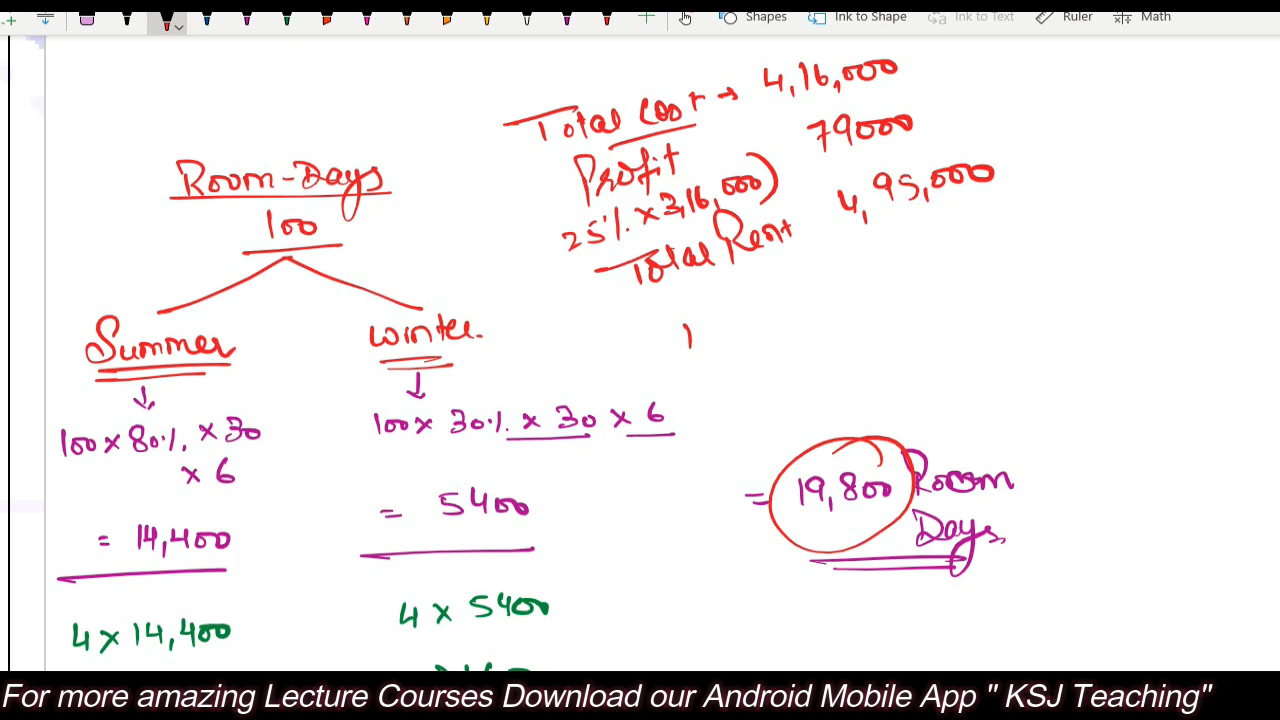 Shapes Ink to Shape Ink to Text Ruler Math
Total Cost → 4,16,000
Profit 79000
25% × 3,16,000)
Total Rent 4,95,000
Room-Days
100
Summer
Winter.
100 × 80% × 30
× 6
100 × 30% × 30 × 6
= 19,800 Room
Days
= 5400
= 14,400
4 × 5400
4 × 14,400
For more amazing Lecture Courses Download our Android Mobile App " KSJ Teaching"